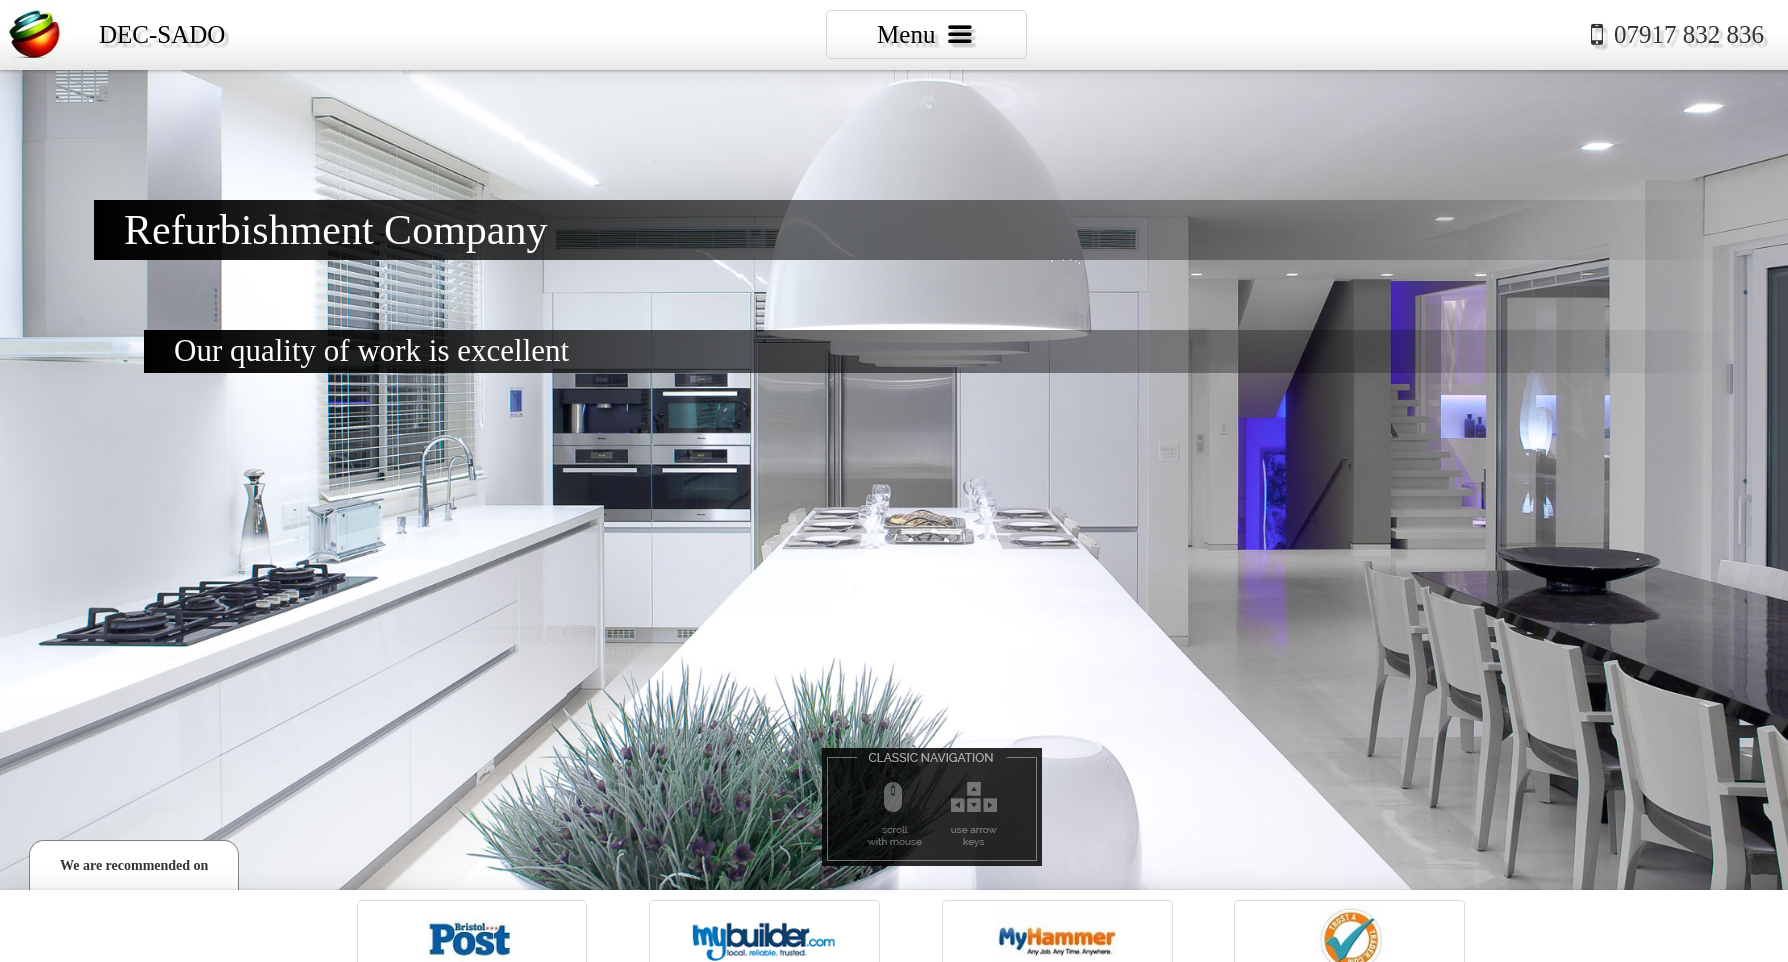 DEC-SADO
Menu
07917 832 836
Refurbishment Company
Our quality of work is excellent
CLASSIC NAVIGATION
scroll
with mouse
use arrow
keys
We are recommended on
Bristol
Post
mybuilder.com
local. reliable. trusted.
MyHammer
Any Job. Any Time. Anywhere.
TRUST A
TRADER.COM